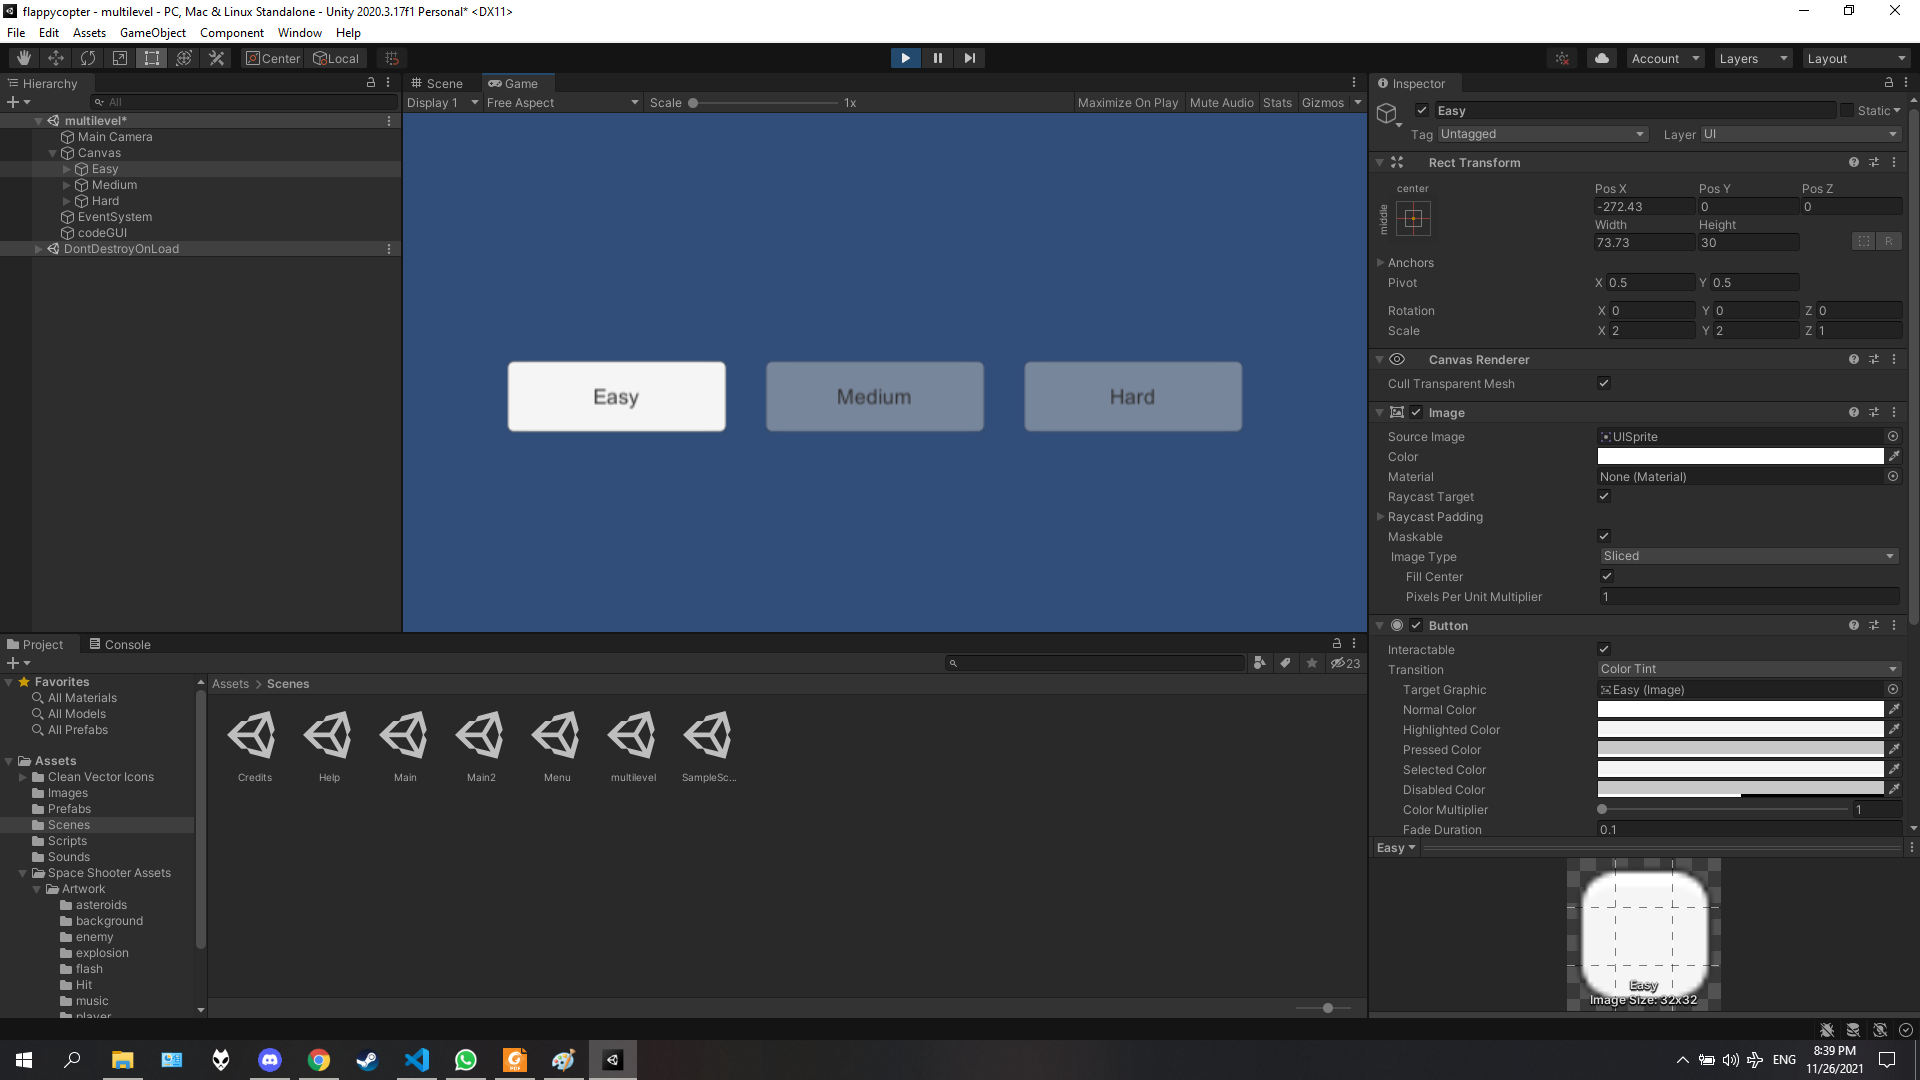 flappycopter - multilevel - PC, Mac & Linux Standalone - Unity 2020.3.17f1 Personal* <DX11>
File Edit Assets GameObject Component Window Help
Center Local Account Layers Layout
Hierarchy
All
multilevel*
Main Camera
Canvas
Easy
Medium
Hard
EventSystem
codeGUI
DontDestroyOnLoad
Scene Game
Display 1 Free Aspect Scale 1x Maximize On Play Mute Audio Stats Gizmos
Easy Medium Hard
Inspector
Easy Static
Tag Untagged Layer UI
Rect Transform
center
middle
Pos X Pos Y Pos Z
-272.43 0 0
Width Height
73.73 30
R
Anchors
Pivot X 0.5 Y 0.5
Rotation X 0 Y 0 Z 0
Scale X 2 Y 2 Z 1
Canvas Renderer
Cull Transparent Mesh
Image
Source Image UISprite
Color
Material None (Material)
Raycast Target
Raycast Padding
Maskable
Image Type Sliced
Fill Center
Pixels Per Unit Multiplier 1
Button
Interactable
Transition Color Tint
Target Graphic Easy (Image)
Normal Color
Highlighted Color
Pressed Color
Selected Color
Disabled Color
Color Multiplier 1
Fade Duration 0.1
Easy
Easy
Image Size: 32x32
Project Console
23
Favorites
All Materials
All Models
All Prefabs
Assets
Clean Vector Icons
Images
Prefabs
Scenes
Scripts
Sounds
Space Shooter Assets
Artwork
asteroids
background
enemy
explosion
flash
Hit
music
player
Assets > Scenes
Credits Help Main Main2 Menu multilevel SampleSc...
PDF
ENG
8:39 PM
11/26/2021